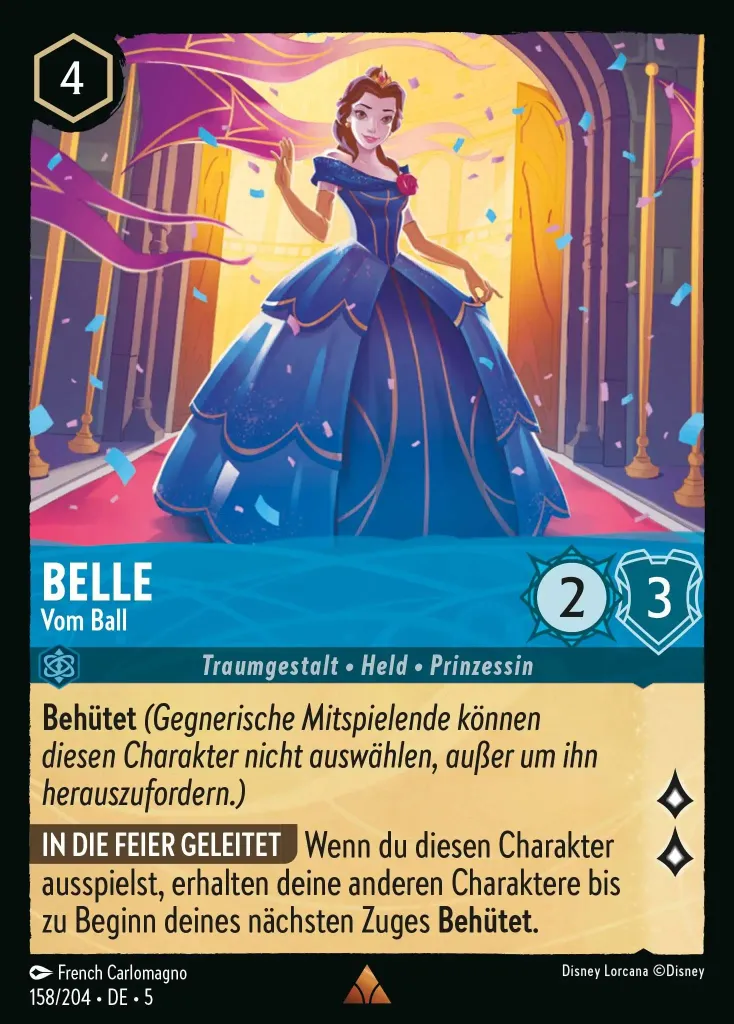 4
BELLE
Vom Ball
2
3
Traumgestalt • Held • Prinzessin
Behütet (Gegnerische Mitspielende können
diesen Charakter nicht auswählen, außer um ihn
herauszufordern.)
IN DIE FEIER GELEITET Wenn du diesen Charakter
ausspielst, erhalten deine anderen Charaktere bis
zu Beginn deines nächsten Zuges Behütet.
French Carlomagno
Disney Lorcana ©Disney
158/204 • DE • 5